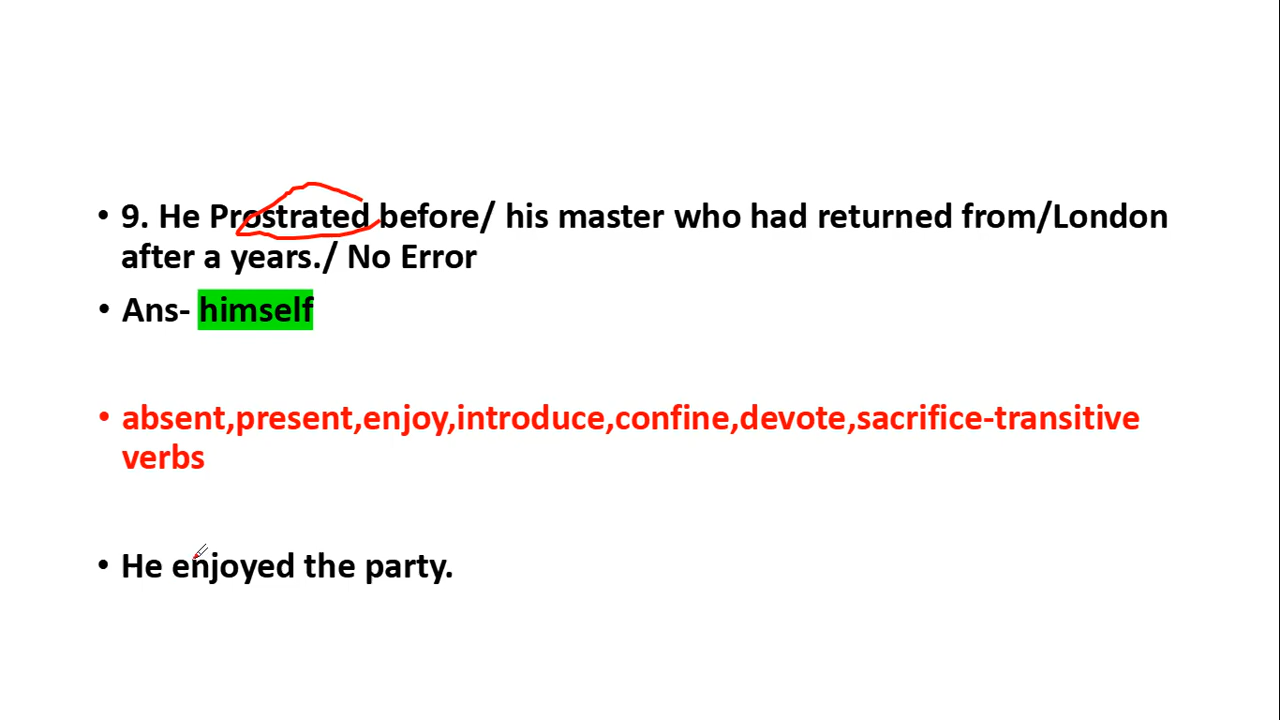 • 9. He Prostrated before/ his master who had returned from/London
after a years./ No Error
• Ans- himself
• absent,present,enjoy,introduce,confine,devote,sacrifice-transitive
verbs
• He enjoyed the party.